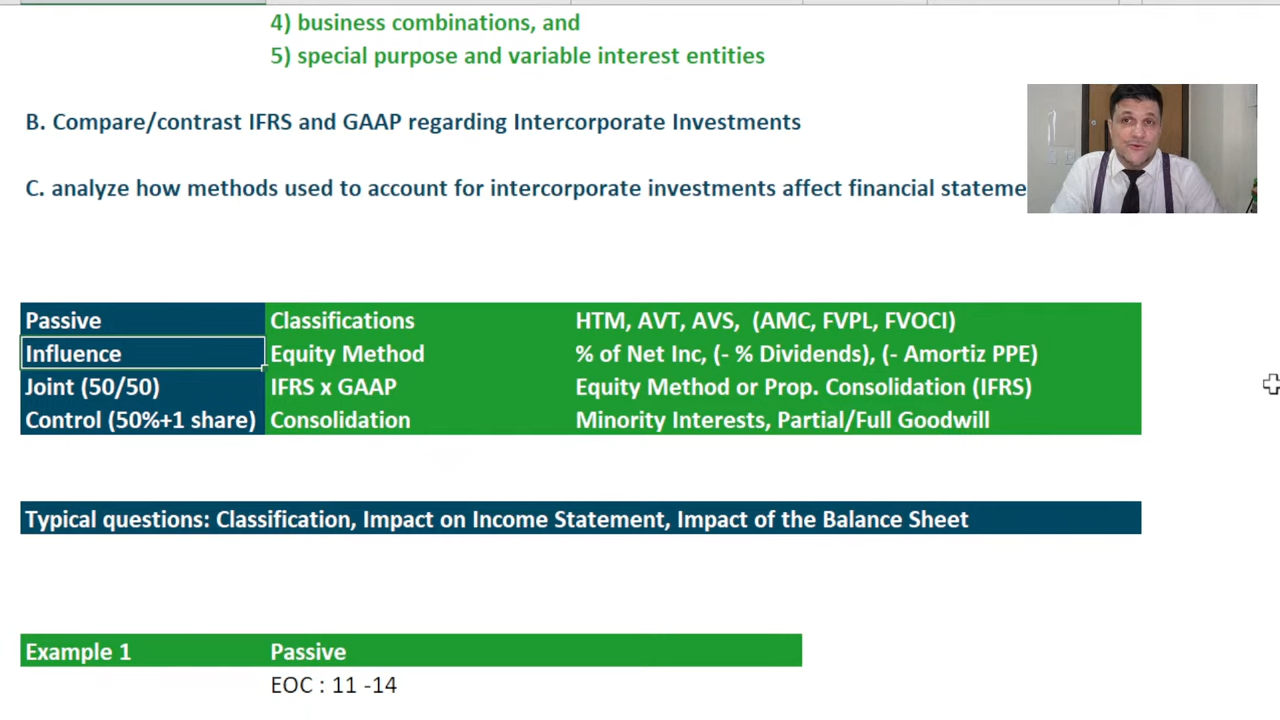 4) business combinations, and
5) special purpose and variable interest entities
B. Compare/contrast IFRS and GAAP regarding Intercorporate Investments
C. analyze how methods used to account for intercorporate investments affect financial stateme
Passive Classifications HTM, AVT, AVS, (AMC, FVPL, FVOCI)
Influence Equity Method % of Net Inc, (- % Dividends), (- Amortiz PPE)
Joint (50/50) IFRS x GAAP Equity Method or Prop. Consolidation (IFRS)
Control (50%+1 share) Consolidation Minority Interests, Partial/Full Goodwill
Typical questions: Classification, Impact on Income Statement, Impact of the Balance Sheet
Example 1 Passive
EOC : 11 -14